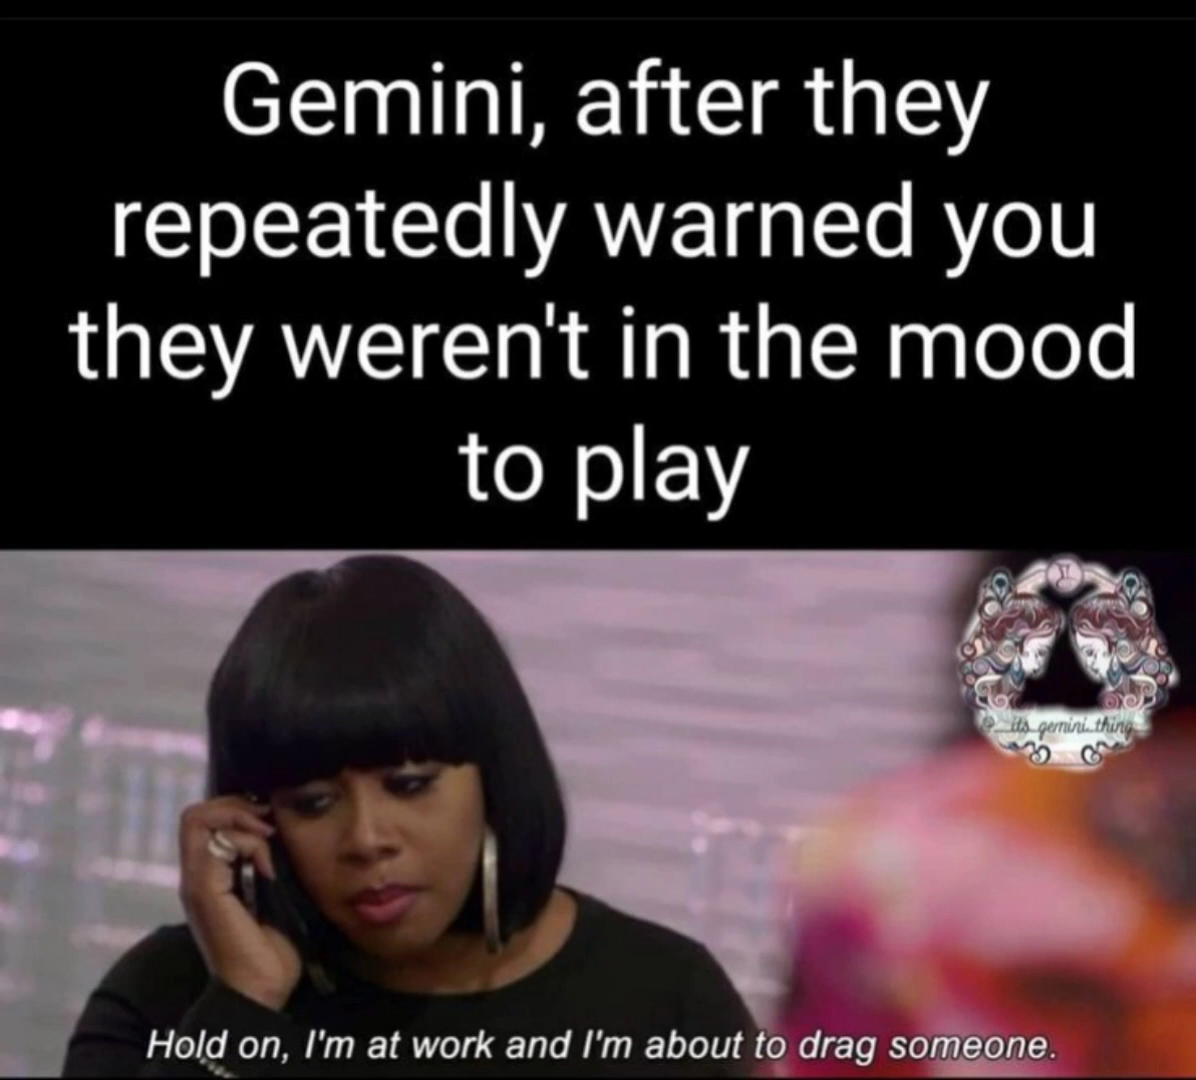 Gemini, after they
repeatedly warned you
they weren't in the mood
to play
its_gemini_thing
Hold on, I'm at work and I'm about to drag someone.